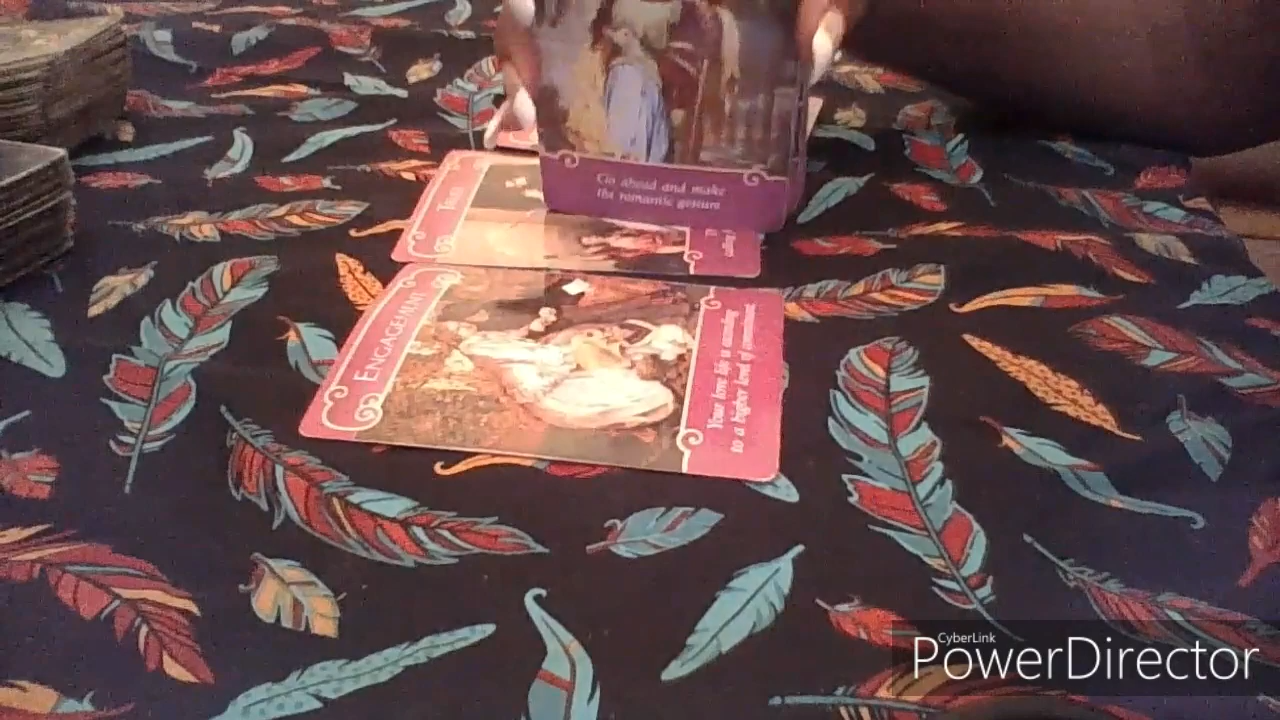 Go ahead and make
the romantic gesture
ENGAGEMENT
Your love life is ascending
to a higher level of commitment
CyberLink
PowerDirector